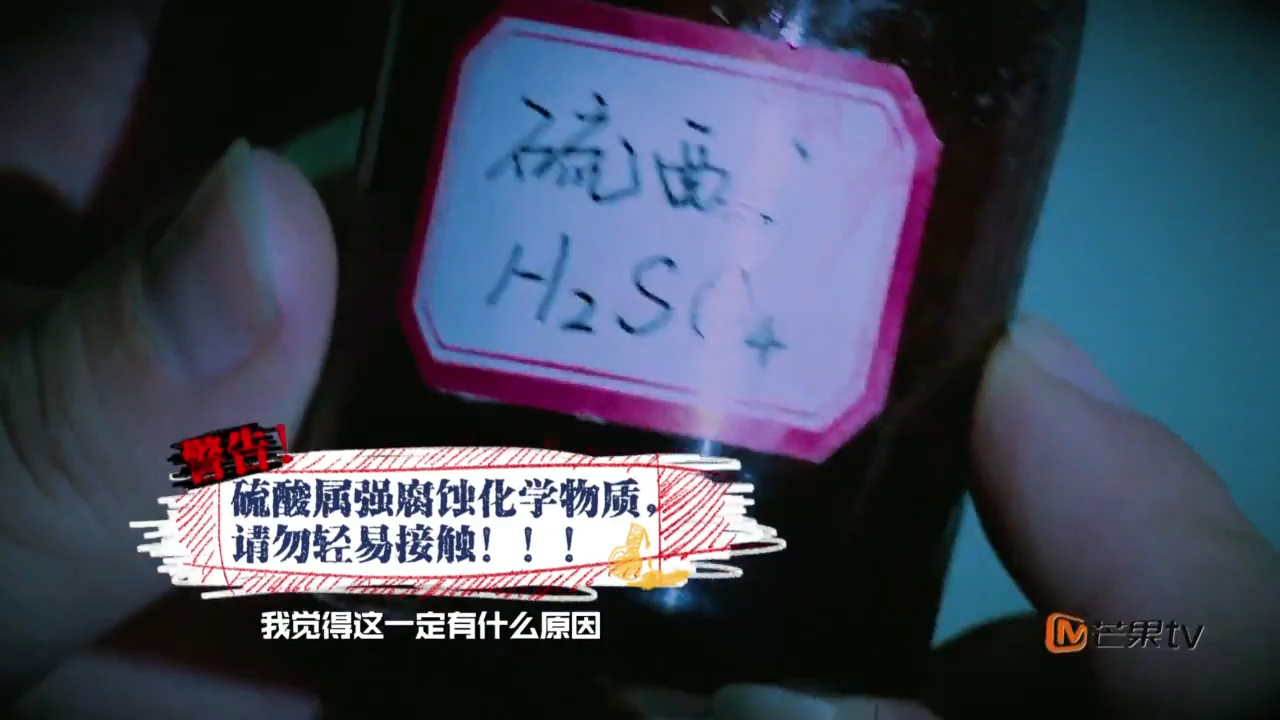 硫酸
H₂SO₄
警告!
硫酸属强腐蚀化学物质,
请勿轻易接触!!!
我觉得这一定有什么原因
芒果tv